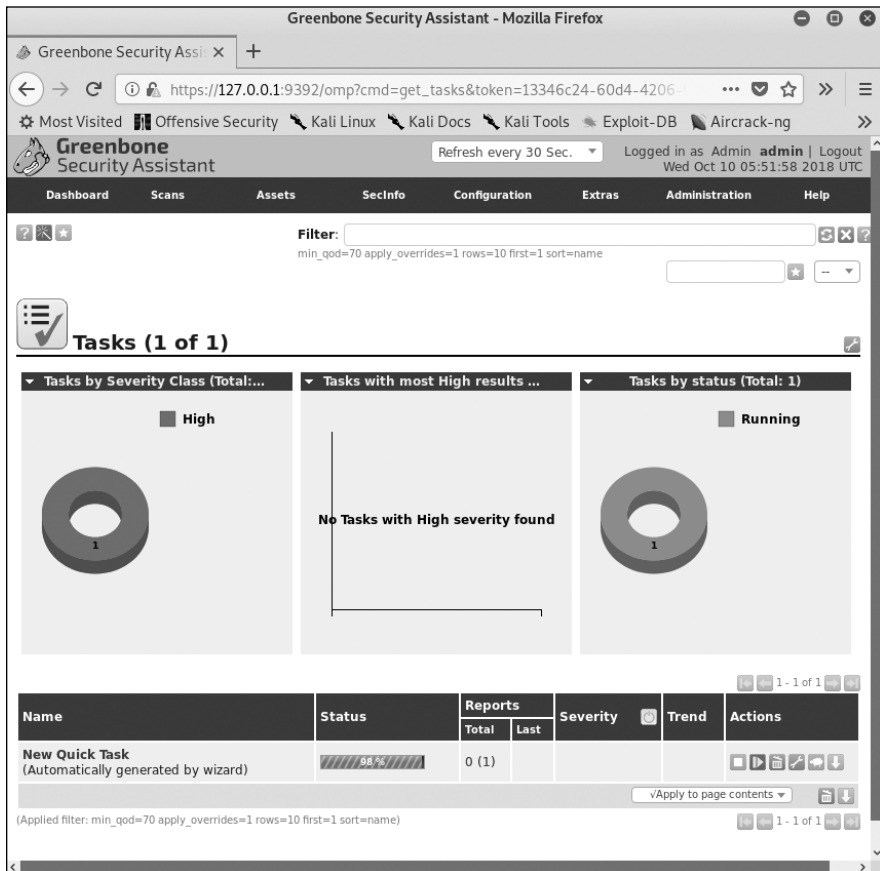 Greenbone Security Assistant - Mozilla Firefox
Greenbone Security Assis
https://127.0.0.1:9392/omp?cmd=get_tasks&token=13346c24-60d4-4206-
Most Visited Offensive Security Kali Linux Kali Docs Kali Tools Exploit-DB Aircrack-ng
Greenbone
Security Assistant
Refresh every 30 Sec.
Logged in as Admin admin | Logout
Wed Oct 10 05:51:58 2018 UTC
Dashboard Scans Assets SecInfo Configuration Extras Administration Help
Filter:
min_qod=70 apply_overrides=1 rows=10 first=1 sort=name
--
Tasks (1 of 1)
Tasks by Severity Class (Total:...
High
1
Tasks with most High results ...
No Tasks with High severity found
Tasks by status (Total: 1)
Running
1
1 - 1 of 1
Name Status Reports Severity Trend Actions
Total Last
New Quick Task
(Automatically generated by wizard)
98 %
0 (1)
√Apply to page contents
(Applied filter: min_qod=70 apply_overrides=1 rows=10 first=1 sort=name)
1 - 1 of 1